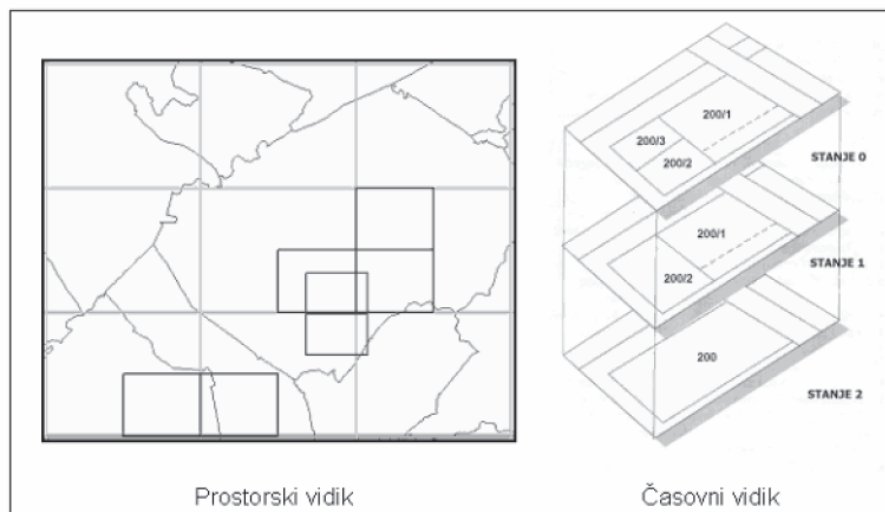 200/1
200/3
200/2
STANJE 0
200/1
200/2
STANJE 1
200
STANJE 2
Prostorski vidik
Časovni vidik